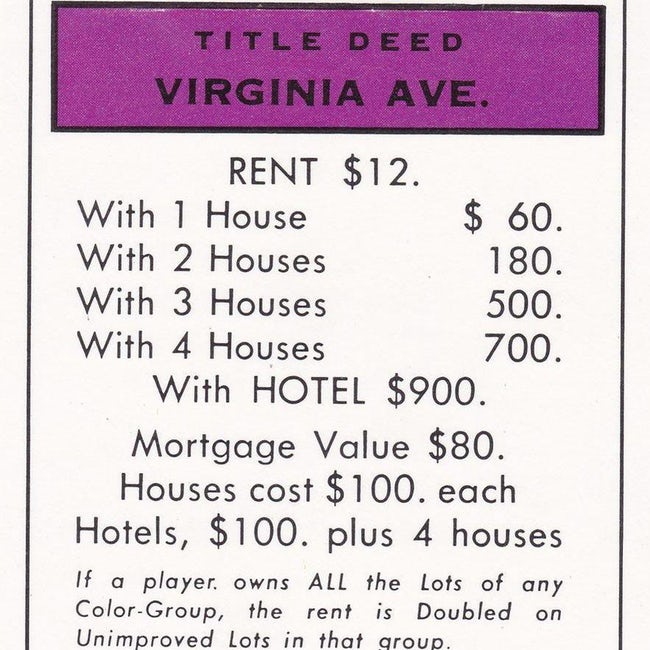 TITLE DEED
VIRGINIA AVE.
RENT $12.
With 1 House $ 60.
With 2 Houses 180.
With 3 Houses 500.
With 4 Houses 700.
With HOTEL $900.
Mortgage Value $80.
Houses cost $100. each
Hotels, $100. plus 4 houses
If a player. owns ALL the Lots of any
Color-Group, the rent is Doubled on
Unimproved Lots in that group.